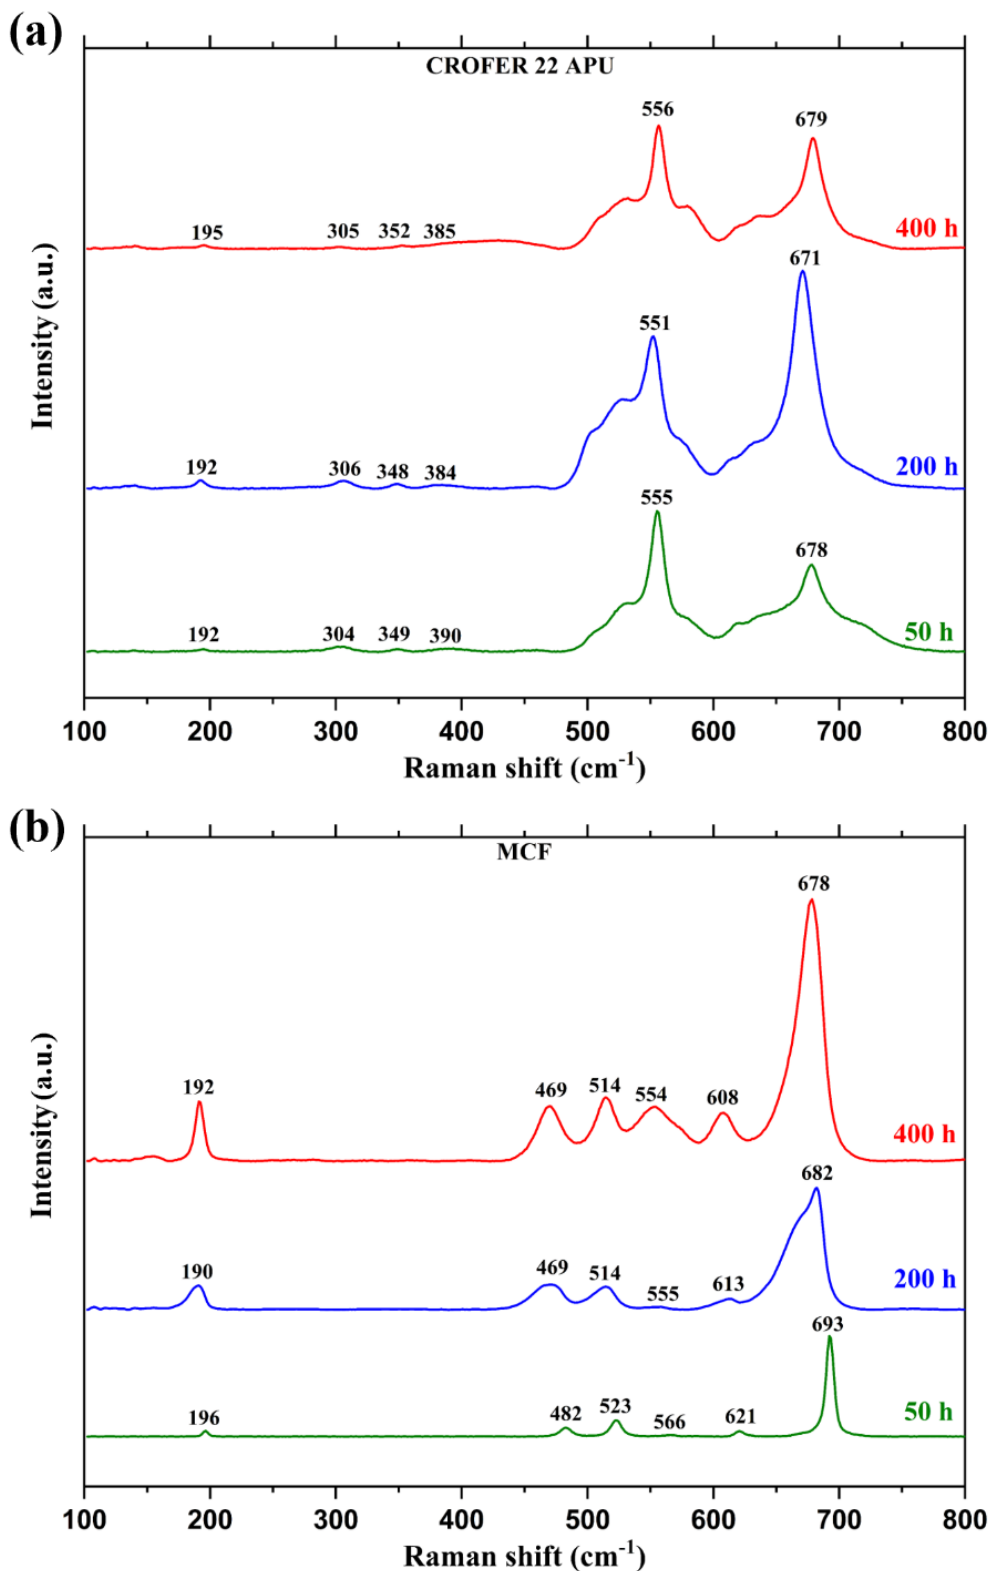 (a)
CROFER 22 APU
556
679
195
305
352
385
400 h
671
551
192
306
348
384
200 h
555
678
192
304
349
390
50 h
Intensity (a.u.)
100 200 300 400 500 600 700 800
Raman shift (cm⁻¹)
(b)
MCF
678
192
469
514
554
608
400 h
682
190
469
514
555
613
200 h
693
196
482
523
566
621
50 h
Intensity (a.u.)
100 200 300 400 500 600 700 800
Raman shift (cm⁻¹)